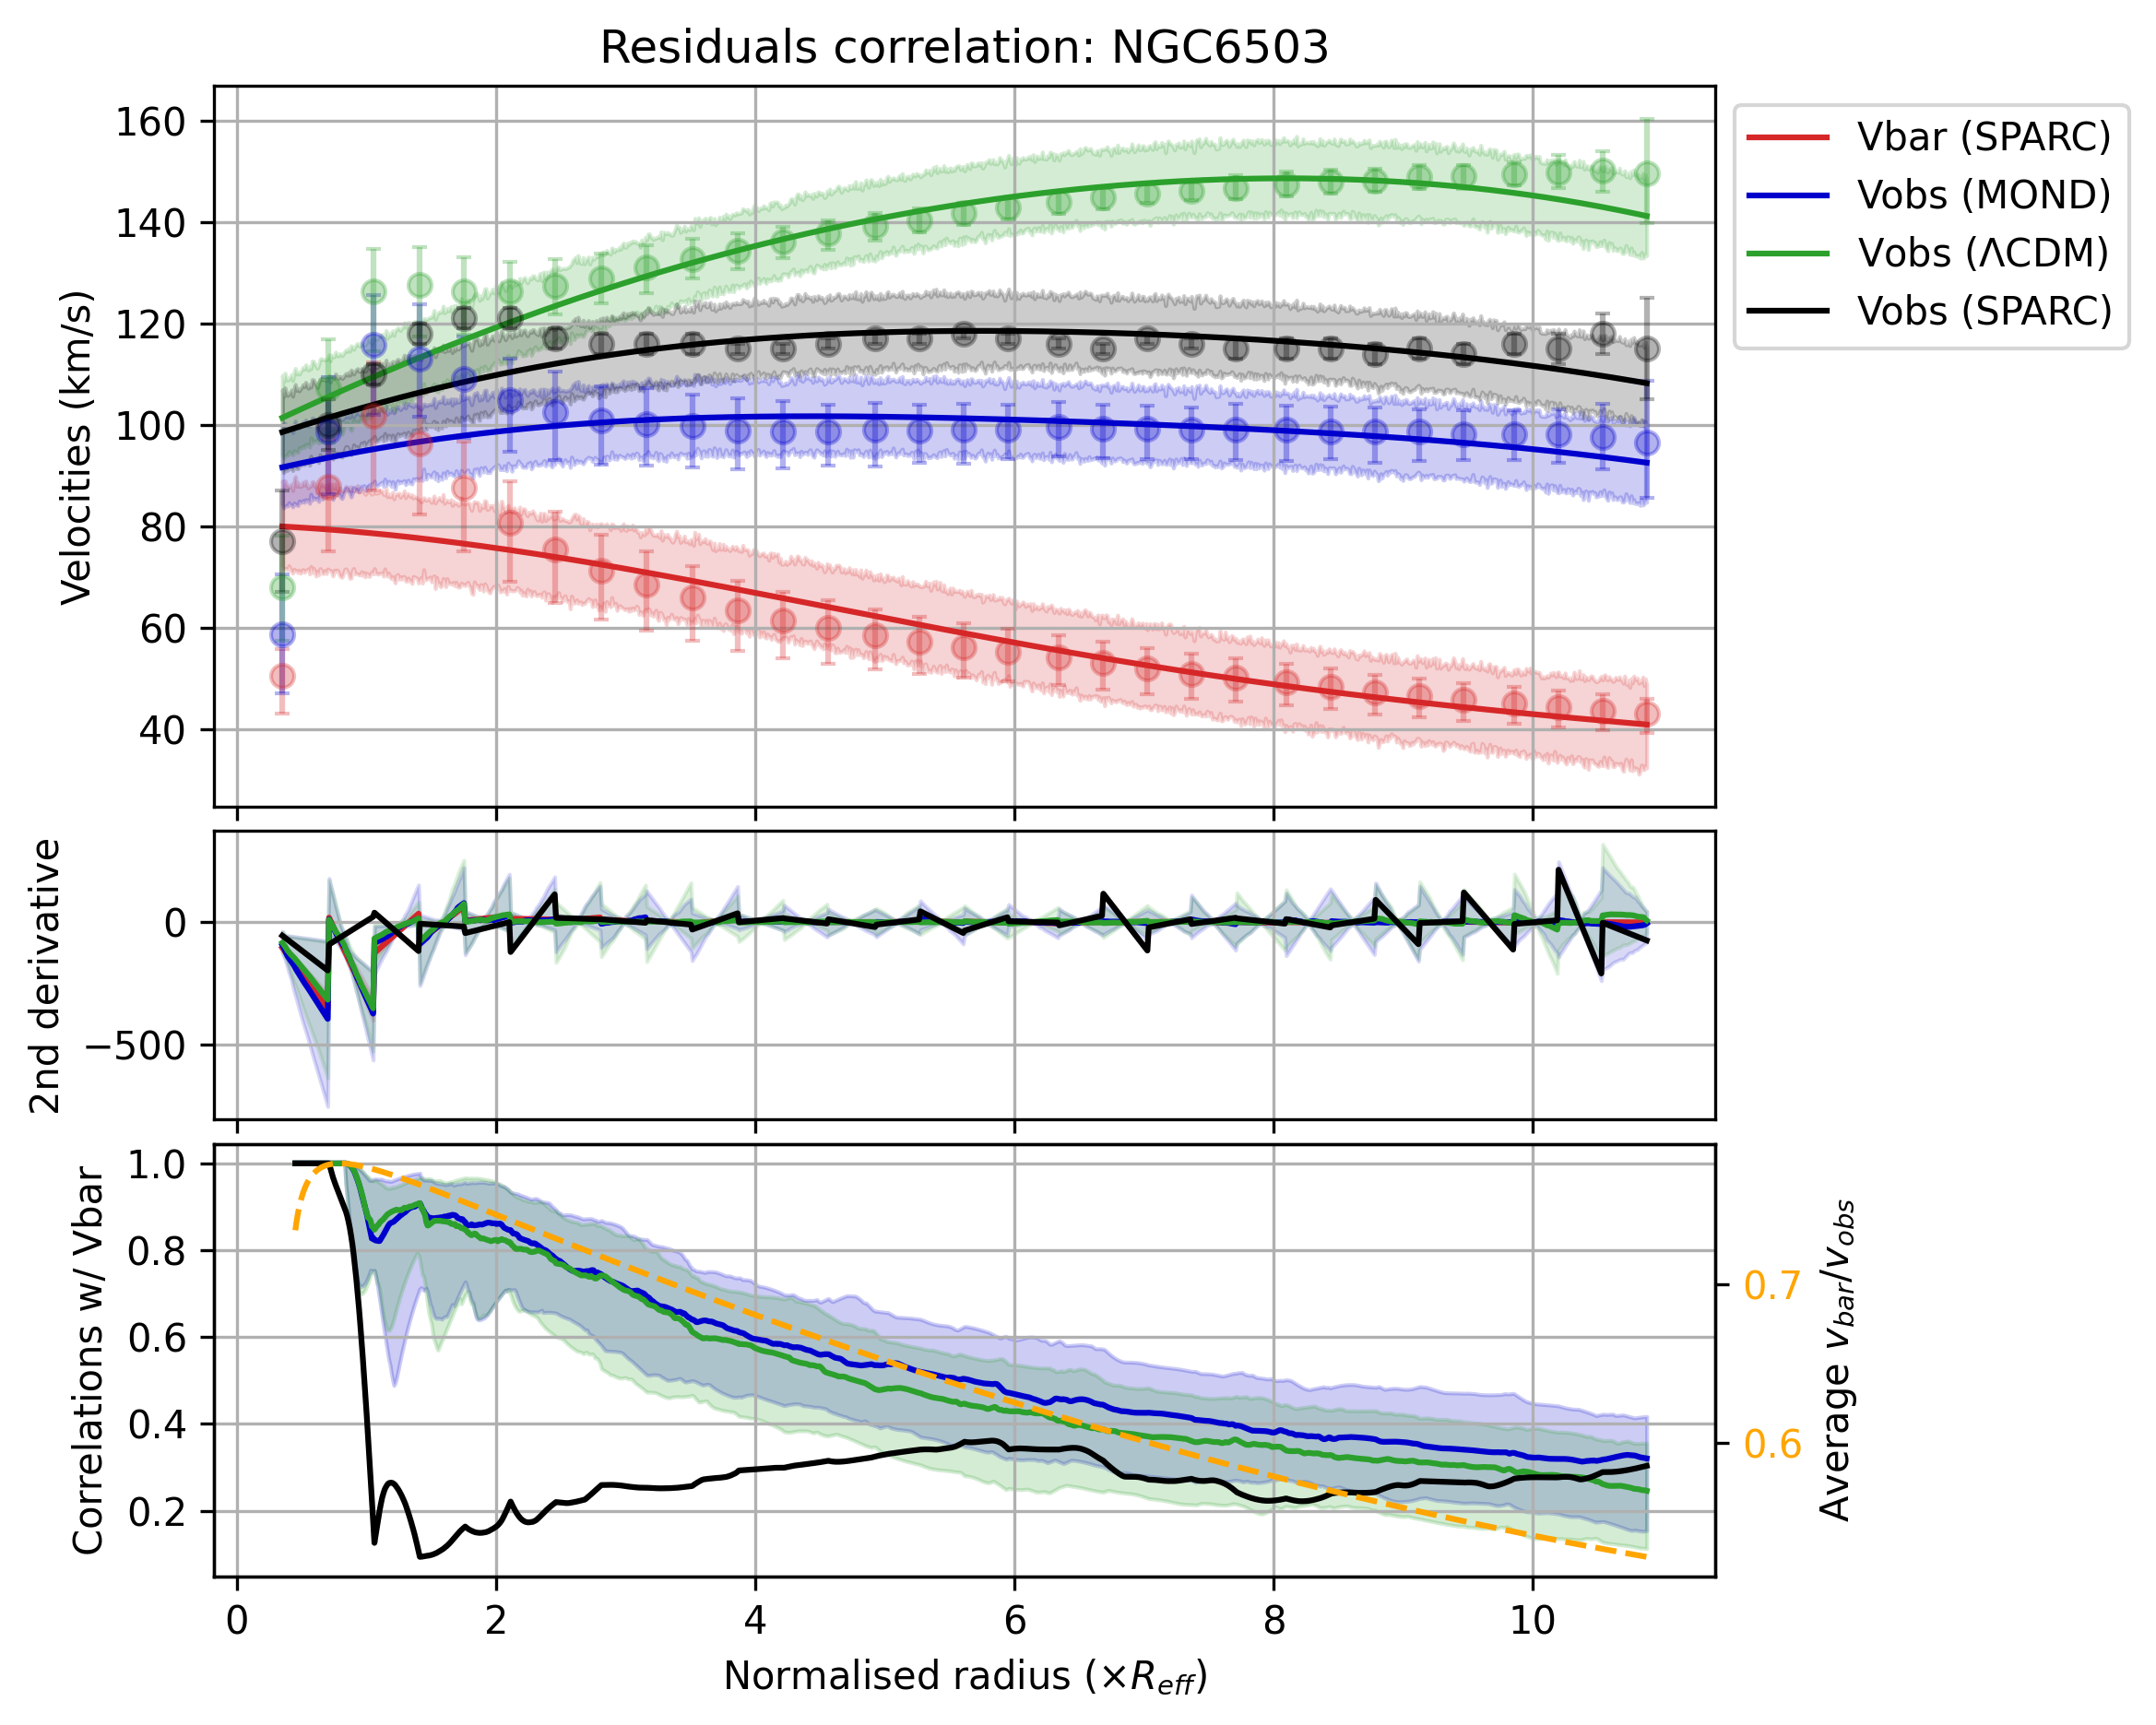 Residuals correlation: NGC6503
160
140
120
100
80
60
40
Velocities (km/s)
Vbar (SPARC)
Vobs (MOND)
Vobs (ΛCDM)
Vobs (SPARC)
0
−500
2nd derivative
1.0
0.8
0.6
0.4
0.2
Correlations w/ Vbar
0.7
0.6
Average v_bar/v_obs
0 2 4 6 8 10
Normalised radius (×R_eff)